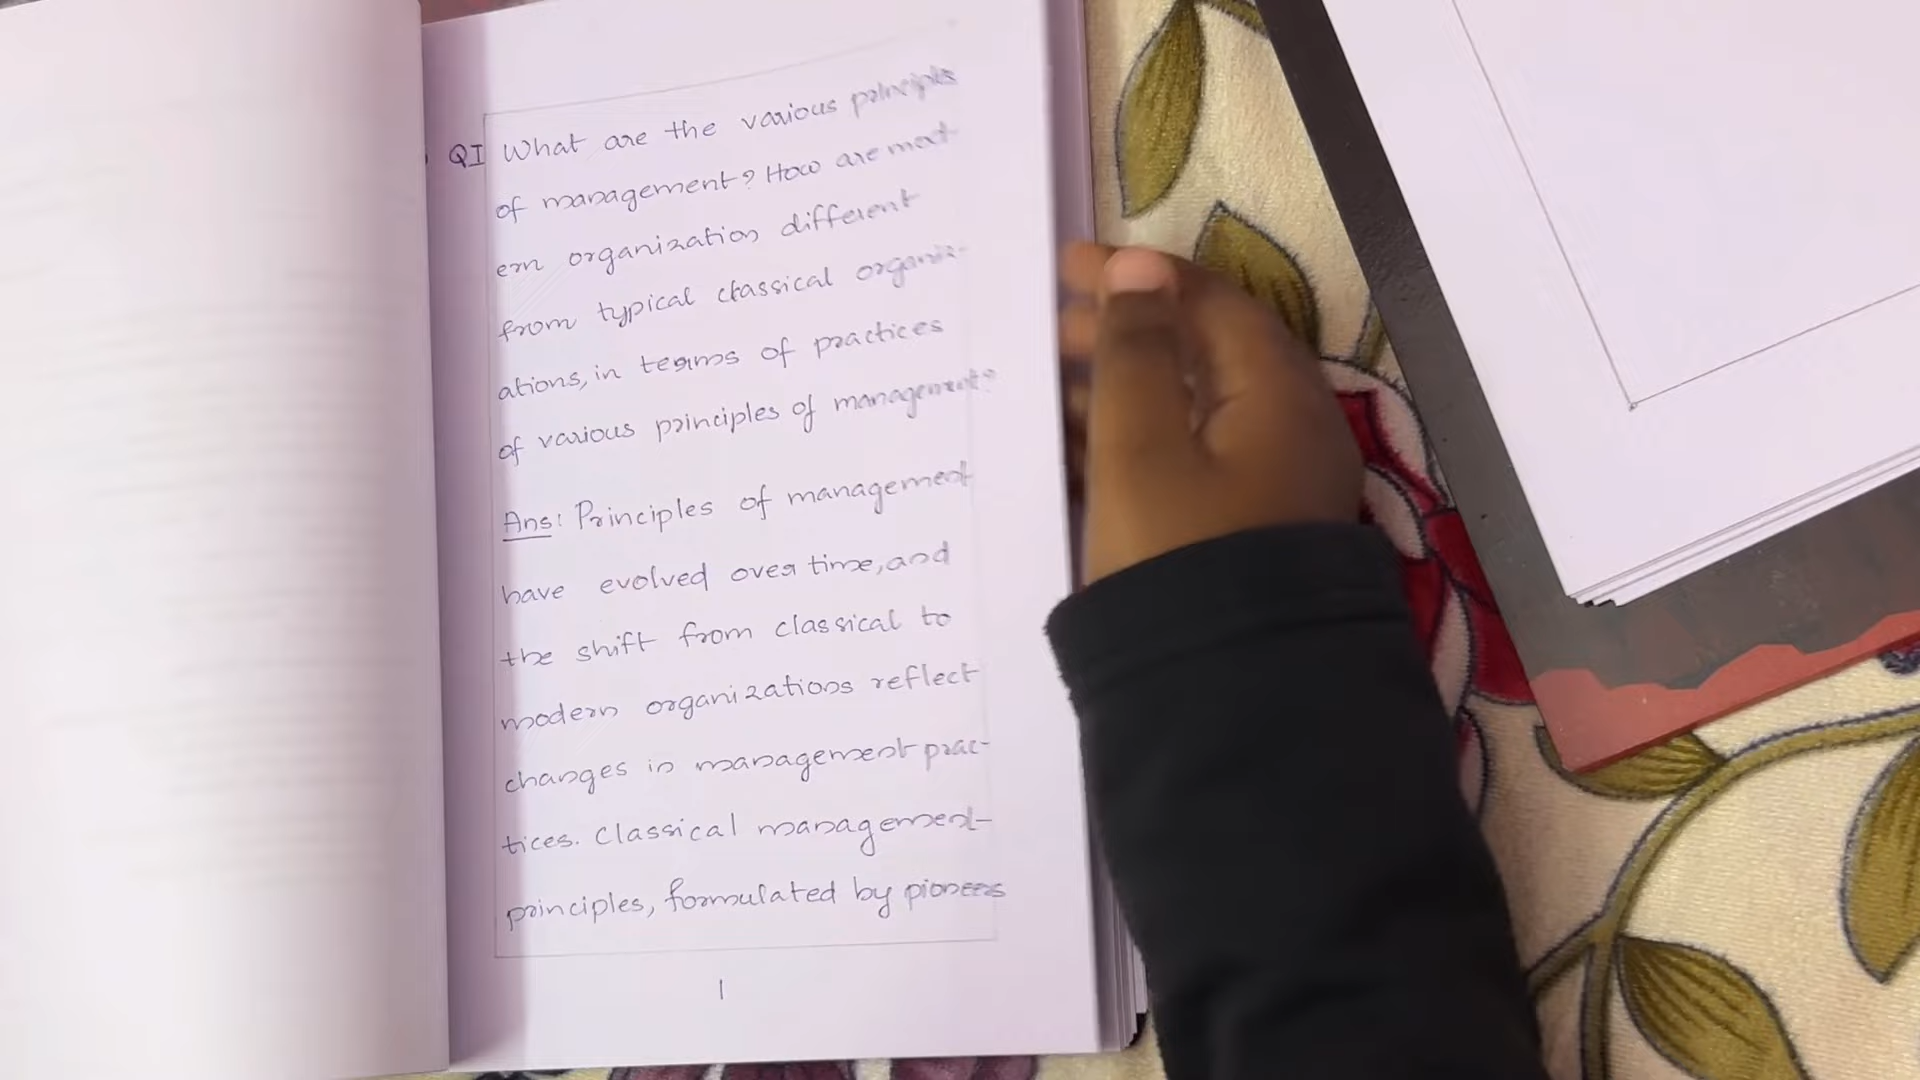 QI What are the various principles
of management? How are mod-
ern organization different
from typical classical organiz-
ations, in terms of practices
of various principles of management?
Ans: Principles of management
have evolved over time, and
the shift from classical to
modern organizations reflect
changes in management prac-
tices. Classical management
principles, formulated by pioneers
1